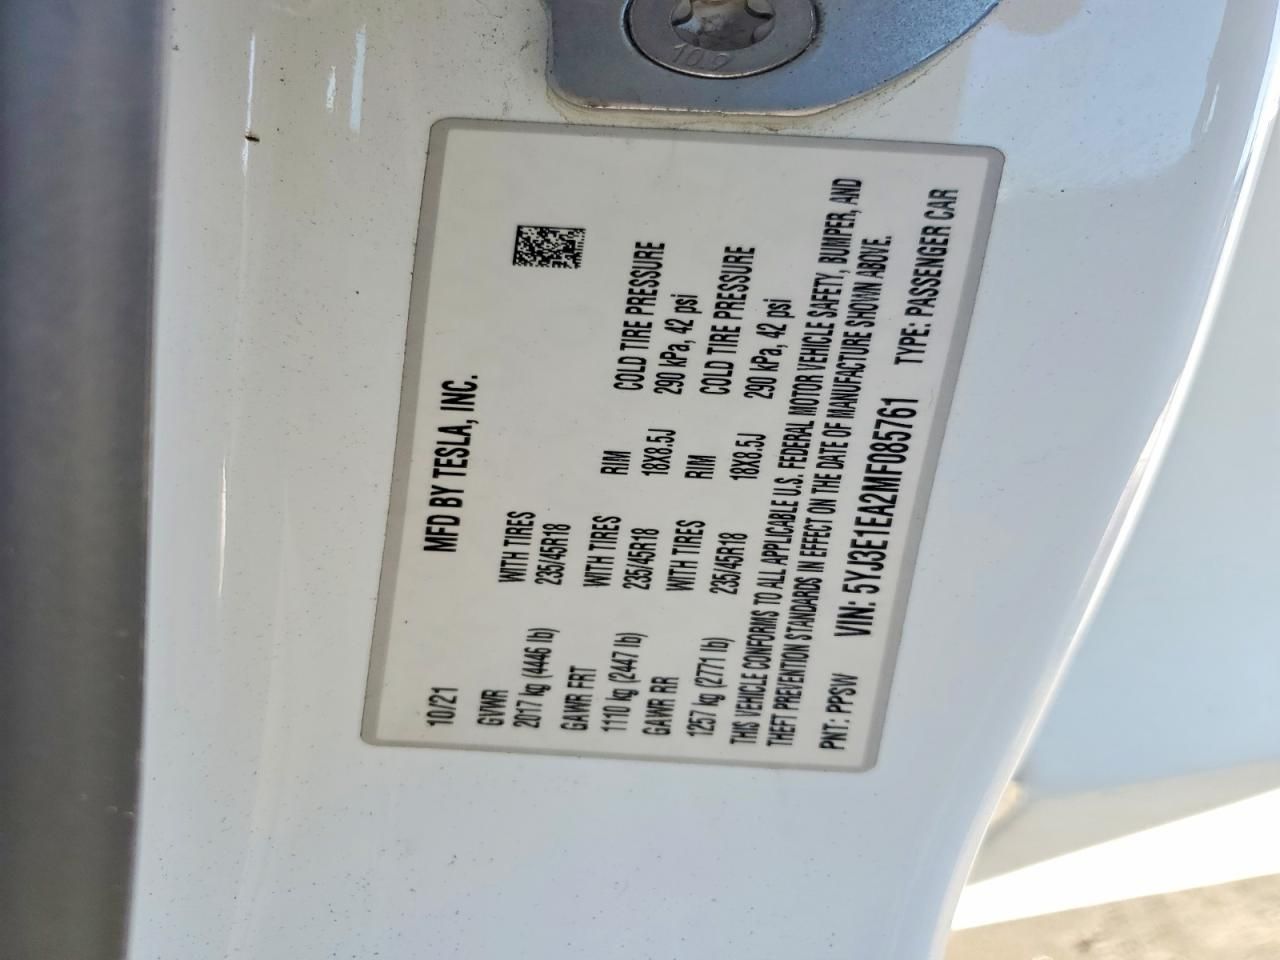 10.9
10/21 MFD BY TESLA, INC.
GVWR WITH TIRES
2017 kg (4446 lb) 235/45R18
GAWR FRT WITH TIRES RIM COLD TIRE PRESSURE
1110 kg (2447 lb) 235/45R18 18X8.5J 290 kPa, 42 psi
GAWR RR WITH TIRES RIM COLD TIRE PRESSURE
1257 kg (2771 lb) 235/45R18 18X8.5J 290 kPa, 42 psi
THIS VEHICLE CONFORMS TO ALL APPLICABLE U.S. FEDERAL MOTOR VEHICLE SAFETY, BUMPER, AND
THEFT PREVENTION STANDARDS IN EFFECT ON THE DATE OF MANUFACTURE SHOWN ABOVE.
PNT: PPSW VIN: 5YJ3E1EA2MF085761 TYPE: PASSENGER CAR